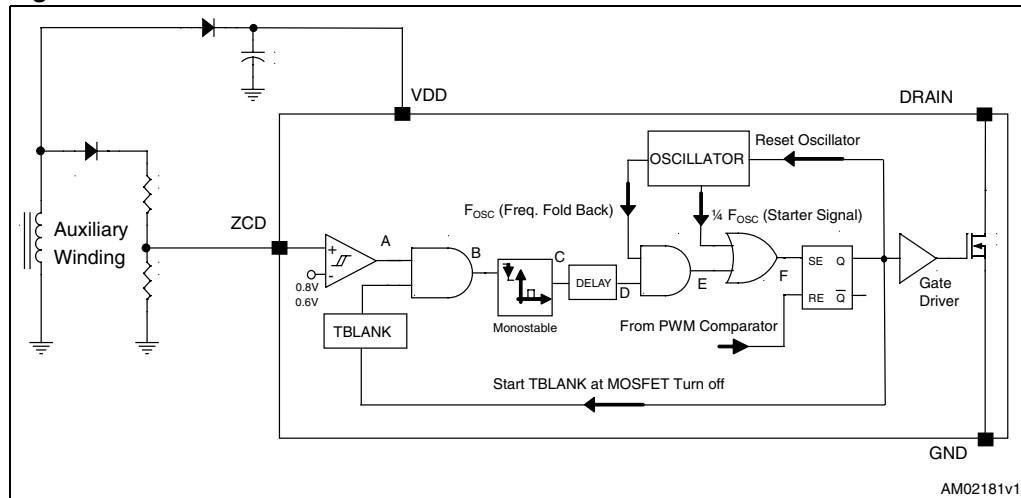 VDD
DRAIN
Reset Oscillator
OSCILLATOR
FOSC (Freq. Fold Back)
¼ FOSC (Starter Signal)
Auxiliary
Winding
ZCD
+
-
0.8V
0.6V
A
B
C
D
E
F
TBLANK
Monostable
DELAY
SE Q
RE Q̅
Gate
Driver
From PWM Comparator
Start TBLANK at MOSFET Turn off
GND
AM02181v1